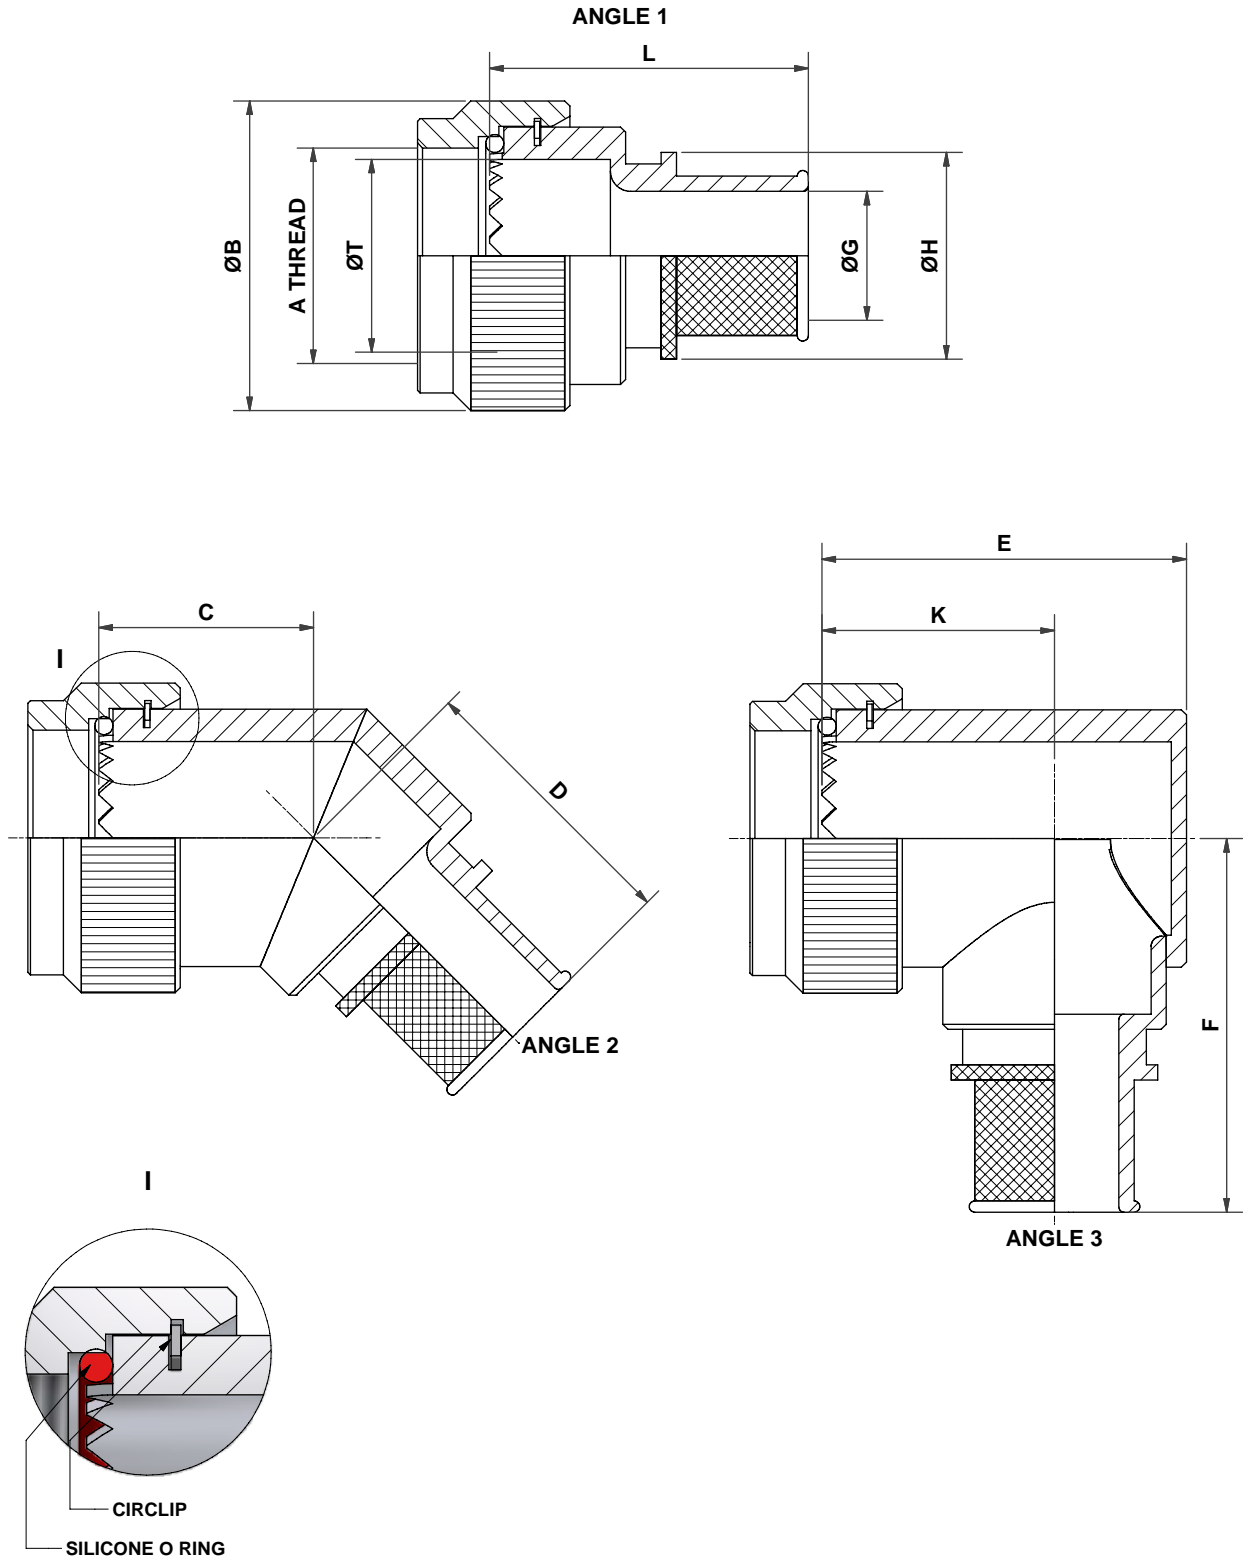 ANGLE 1
L
ØB
A THREAD
ØT
ØG
ØH
E
C
K
I
D
F
ANGLE 2
I
ANGLE 3
CIRCLIP
SILICONE O RING